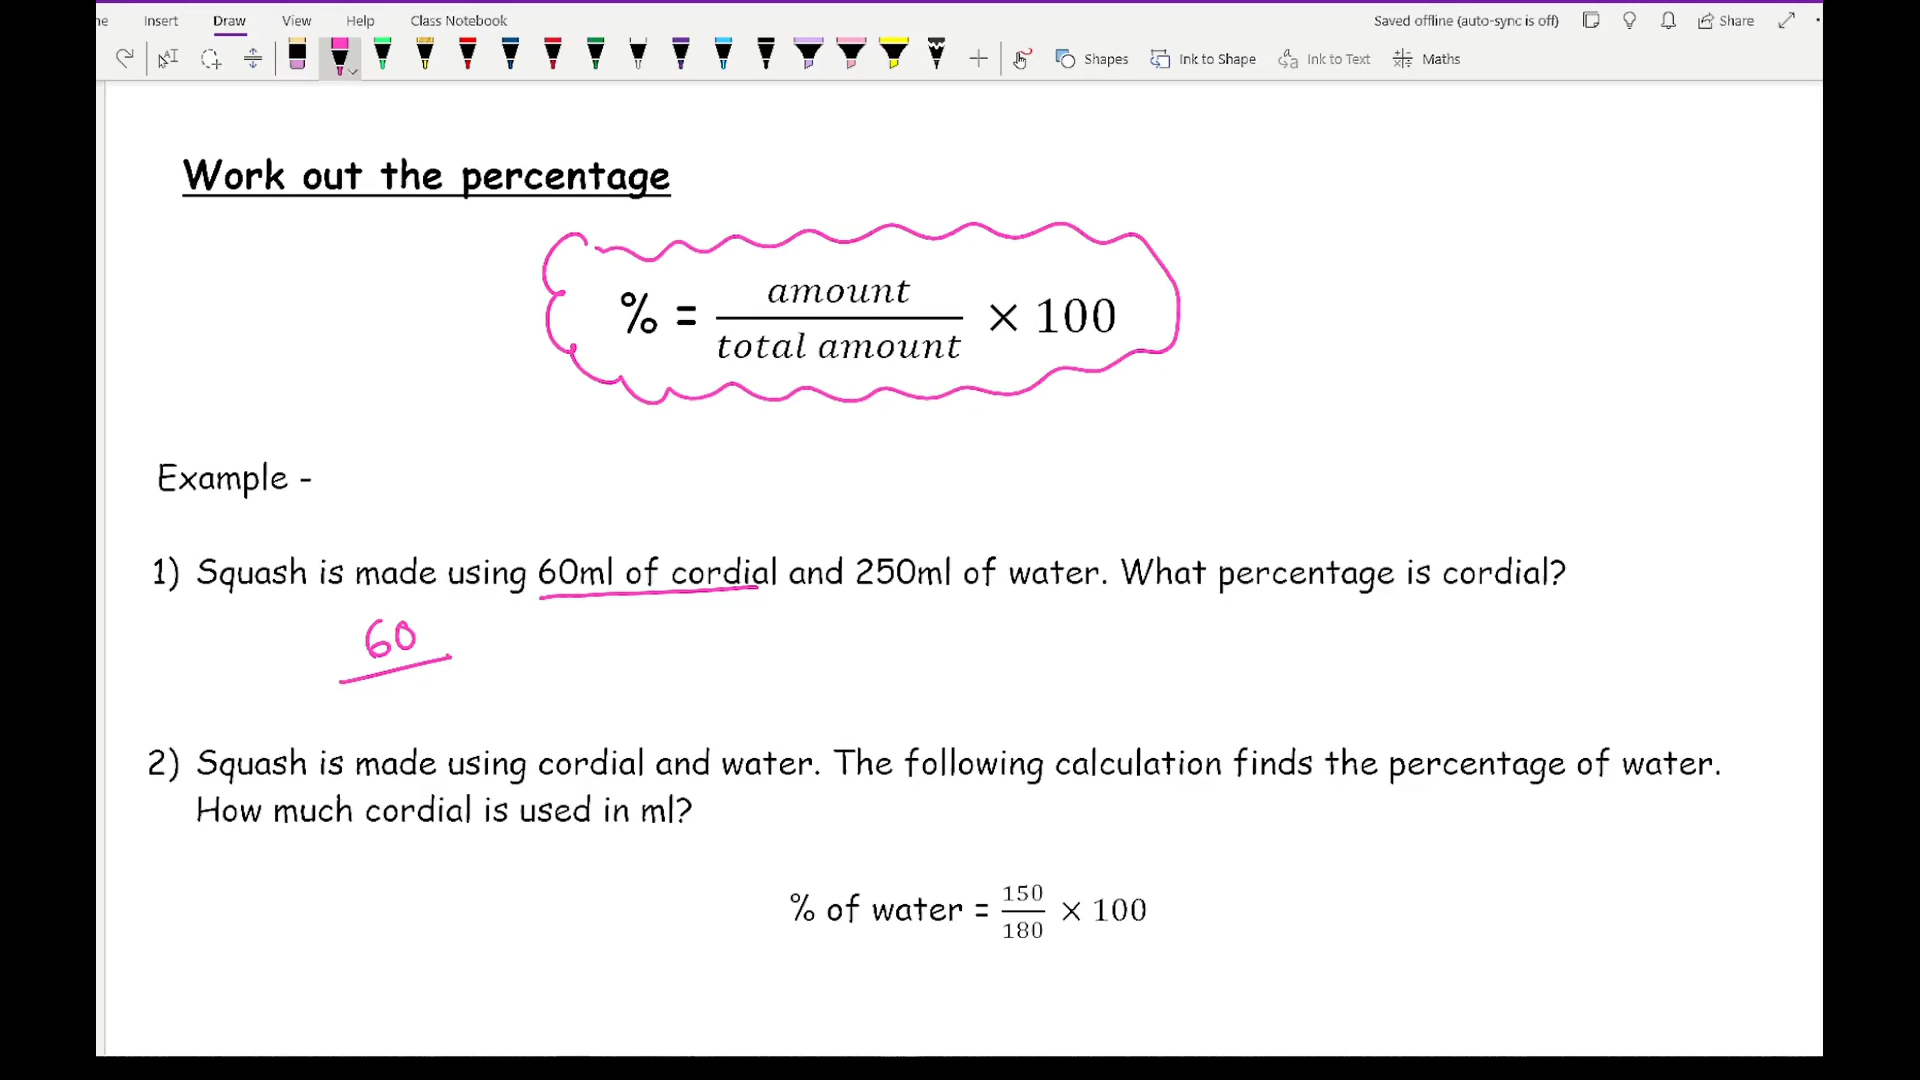 Insert Draw View Help Class Notebook Saved offline (auto-sync is off) Share
Shapes Ink to Shape Ink to Text Maths
Work out the percentage
% = amount / total amount × 100
Example -
1) Squash is made using 60ml of cordial and 250ml of water. What percentage is cordial?
60
2) Squash is made using cordial and water. The following calculation finds the percentage of water.
How much cordial is used in ml?
% of water = 150/180 × 100